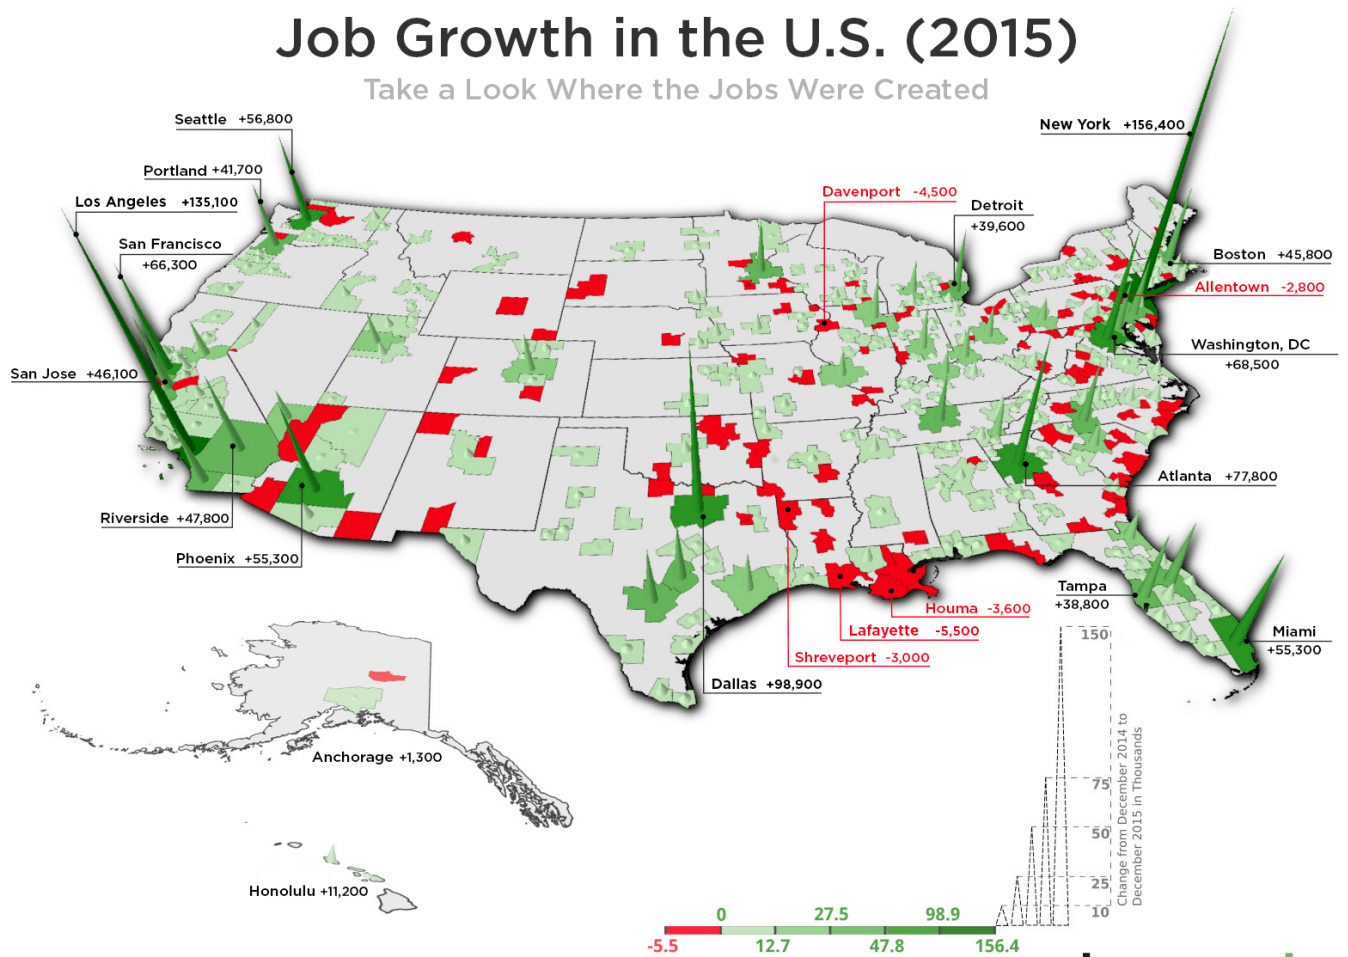 Job Growth in the U.S. (2015)
Take a Look Where the Jobs Were Created
Seattle +56,800
Portland +41,700
Los Angeles +135,100
San Francisco
+66,300
San Jose +46,100
Riverside +47,800
Phoenix +55,300
New York +156,400
Davenport -4,500
Detroit
+39,600
Boston +45,800
Allentown -2,800
Washington, DC
+68,500
Atlanta +77,800
Tampa
+38,800
Miami
+55,300
Houma -3,600
Lafayette -5,500
Shreveport -3,000
Dallas +98,900
Anchorage +1,300
Honolulu +11,200
150
75
50
25
10
Change from December 2014 to
December 2015 in Thousands
0 27.5 98.9
-5.5 12.7 47.8 156.4